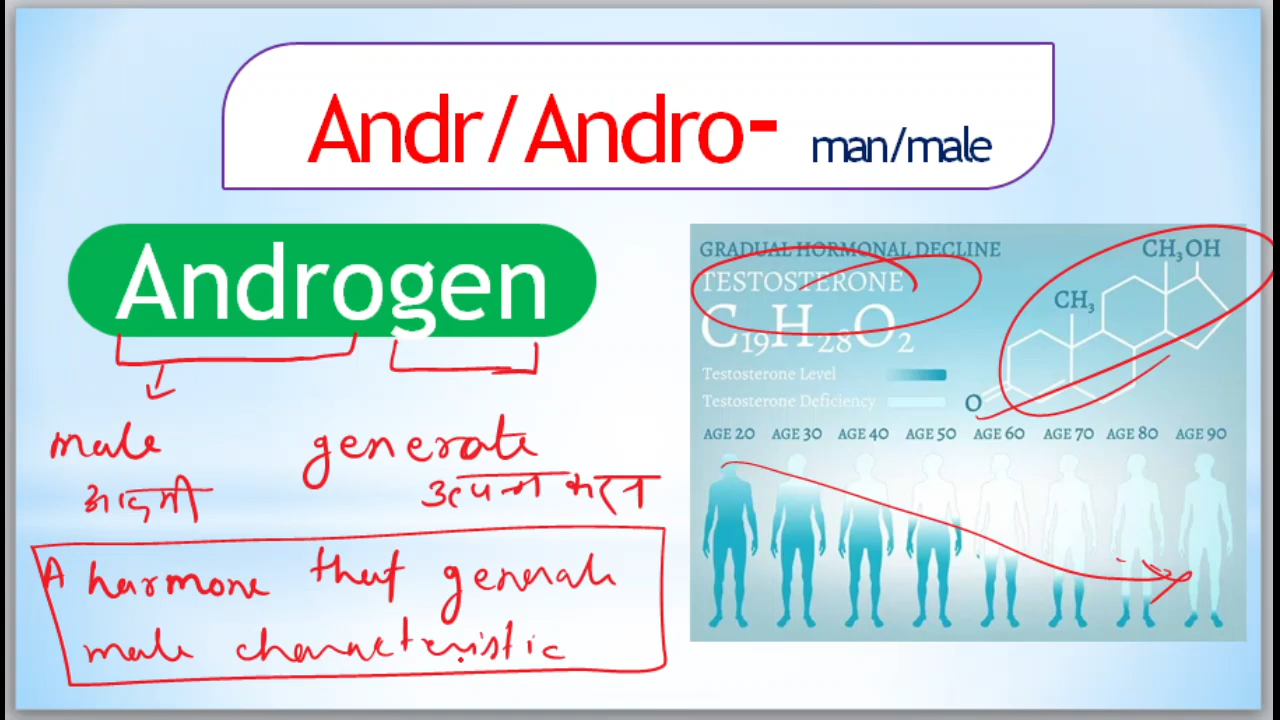 Andr/Andro- man/male
Androgen
male generate
आदमी उत्पन्न करन
A harmone that generate
male characteristic
GRADUAL HORMONAL DECLINE
TESTOSTERONE
C₁₉H₂₈O₂
Testosterone Level
Testosterone Deficiency
CH₃OH
CH₃
O
AGE 20 AGE 30 AGE 40 AGE 50 AGE 60 AGE 70 AGE 80 AGE 90